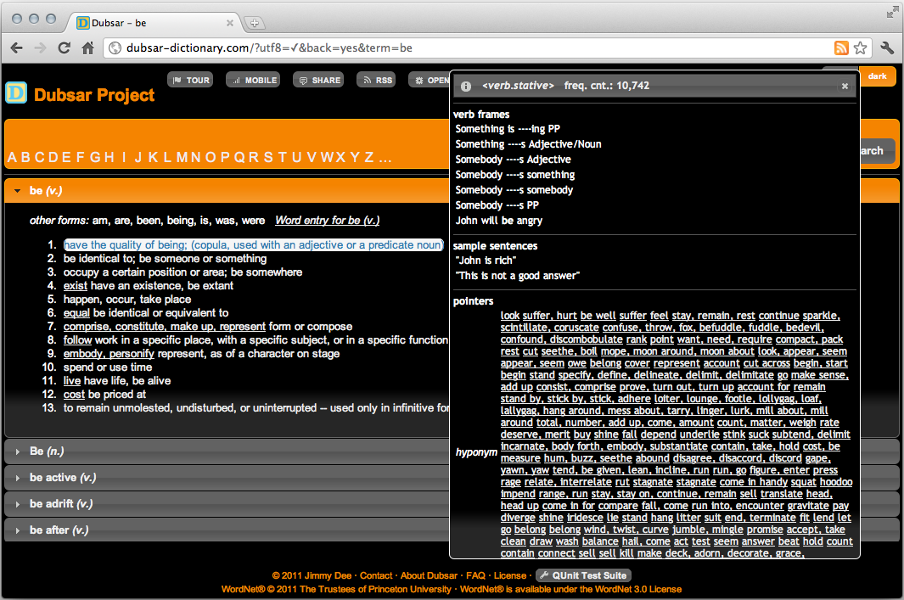 Dubsar – be
dubsar-dictionary.com/?utf8=✓&back=yes&term=be
TOUR MOBILE SHARE RSS OPEN
dark
D Dubsar Project
A B C D E F G H I J K L M N O P Q R S T U V W X Y Z ...
arch
be (v.)
other forms: am, are, been, being, is, was, were Word entry for be (v.)
1. have the quality of being; (copula, used with an adjective or a predicate noun)
2. be identical to; be someone or something
3. occupy a certain position or area; be somewhere
4. exist have an existence, be extant
5. happen, occur, take place
6. equal be identical or equivalent to
7. comprise, constitute, make up, represent form or compose
8. follow work in a specific place, with a specific subject, or in a specific function
9. embody, personify represent, as of a character on stage
10. spend or use time
11. live have life, be alive
12. cost be priced at
13. to remain unmolested, undisturbed, or uninterrupted – used only in infinitive for
Be (n.)
be active (v.)
be adrift (v.)
be after (v.)
<verb.stative> freq. cnt.: 10,742
verb frames
Something is ----ing PP
Something ----s Adjective/Noun
Somebody ----s Adjective
Somebody ----s something
Somebody ----s somebody
Somebody ----s PP
John will be angry
sample sentences
"John is rich"
"This is not a good answer"
pointers
hyponym
look suffer, hurt be well suffer feel stay, remain, rest continue sparkle,
scintillate, coruscate confuse, throw, fox, befuddle, fuddle, bedevil,
confound, discombobulate rank point want, need, require compact, pack
rest cut seethe, boil mope, moon around, moon about look, appear, seem
appear, seem owe belong cover represent account cut across begin, start
begin stand specify, define, delineate, delimit, delimitate go make sense,
add up consist, comprise prove, turn out, turn up account for remain
stand by, stick by, stick, adhere loiter, lounge, footle, lollygag, loaf,
lallygag, hang around, mess about, tarry, linger, lurk, mill about, mill
around total, number, add up, come, amount count, matter, weigh rate
deserve, merit buy shine fall depend underlie stink suck subtend, delimit
incarnate, body forth, embody, substantiate contain, take, hold cost, be
measure hum, buzz, seethe abound disagree, disaccord, discord gape,
yawn, yaw tend, be given, lean, incline, run run, go figure, enter press
rage relate, interrelate rut stagnate stagnate come in handy squat hoodoo
impend range, run stay, stay on, continue, remain sell translate head,
head up come in for compare fall, come run into, encounter gravitate pay
diverge shine iridesce lie stand hang litter suit end, terminate fit lend let
go belong belong wind, twist, curve jumble, mingle promise accept, take
clean draw wash balance hail, come act test seem answer beat hold count
contain connect sell sell kill make deck, adorn, decorate, grace,
© 2011 Jimmy Dee · Contact · About Dubsar · FAQ · License · QUnit Test Suite
WordNet® © 2011 The Trustees of Princeton University · WordNet® is available under the WordNet 3.0 License